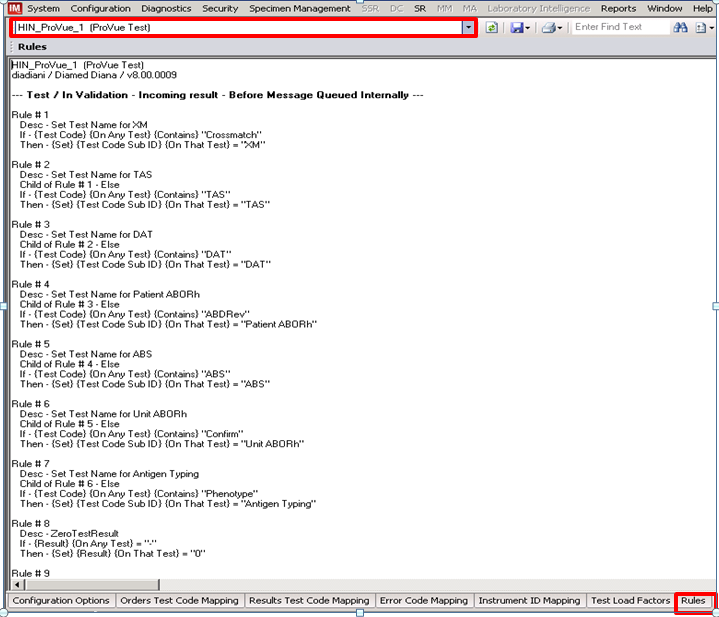 IM System Configuration Diagnostics Security Specimen Management SSR DC SR MM MA Laboratory Intelligence Reports Window Help
HIN_ProVue_1 (ProVue Test) Enter Find Text
Rules
HIN_ProVue_1 (ProVue Test)
diadiani / Diamed Diana / v8.00.0009
--- Test / In Validation - Incoming result - Before Message Queued Internally ---
Rule # 1
Desc - Set Test Name for XM
If - {Test Code} {On Any Test} {Contains} "Crossmatch"
Then - {Set} {Test Code Sub ID} {On That Test} = "XM"
Rule # 2
Desc - Set Test Name for TAS
Child of Rule # 1 - Else
If - {Test Code} {On Any Test} {Contains} "TAS"
Then - {Set} {Test Code Sub ID} {On That Test} = "TAS"
Rule # 3
Desc - Set Test Name for DAT
Child of Rule # 2 - Else
If - {Test Code} {On Any Test} {Contains} "DAT"
Then - {Set} {Test Code Sub ID} {On That Test} = "DAT"
Rule # 4
Desc - Set Test Name for Patient ABORh
Child of Rule # 3 - Else
If - {Test Code} {On Any Test} {Contains} "ABDRev"
Then - {Set} {Test Code Sub ID} {On That Test} = "Patient ABORh"
Rule # 5
Desc - Set Test Name for ABS
Child of Rule # 4 - Else
If - {Test Code} {On Any Test} {Contains} "ABS"
Then - {Set} {Test Code Sub ID} {On That Test} = "ABS"
Rule # 6
Desc - Set Test Name for Unit ABORh
Child of Rule # 5 - Else
If - {Test Code} {On Any Test} {Contains} "Confirm"
Then - {Set} {Test Code Sub ID} {On That Test} = "Unit ABORh"
Rule # 7
Desc - Set Test Name for Antigen Typing
Child of Rule # 6 - Else
If - {Test Code} {On Any Test} {Contains} "Phenotype"
Then - {Set} {Test Code Sub ID} {On That Test} = "Antigen Typing"
Rule # 8
Desc - ZeroTestResult
If - {Result} {On Any Test} = "-"
Then - {Set} {Result} {On That Test} = "0"
Rule # 9
Configuration Options Orders Test Code Mapping Results Test Code Mapping Error Code Mapping Instrument ID Mapping Test Load Factors Rules